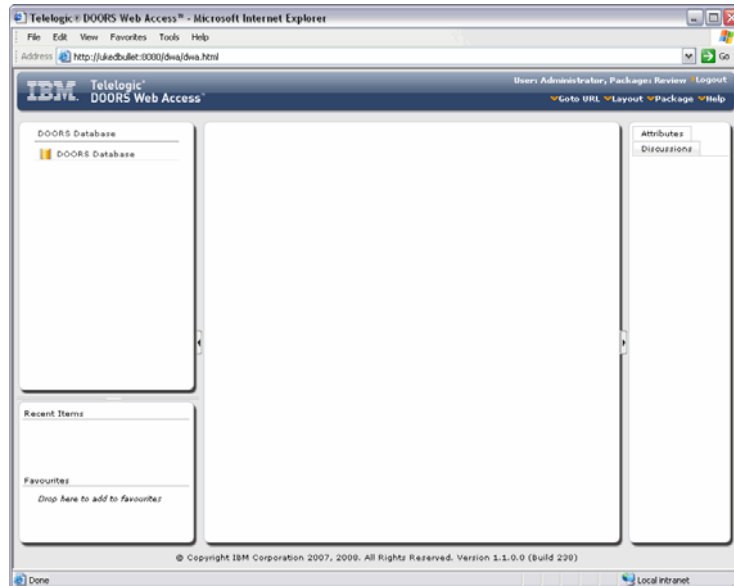 Telelogic® DOORS Web Access™ - Microsoft Internet Explorer
File Edit View Favorites Tools Help
Address http://ukedbullet:8080/dwa/dwa.html Go
IBM. Telelogic®
DOORS Web Access™
User: Administrator, Package: Review Logout
Goto URL Layout Package Help
DOORS Database
DOORS Database
Attributes
Discussions
Recent Items
Favourites
Drop here to add to favourites
© Copyright IBM Corporation 2007, 2008. All Rights Reserved. Version 1.1.0.0 (Build 230)
Done Local intranet